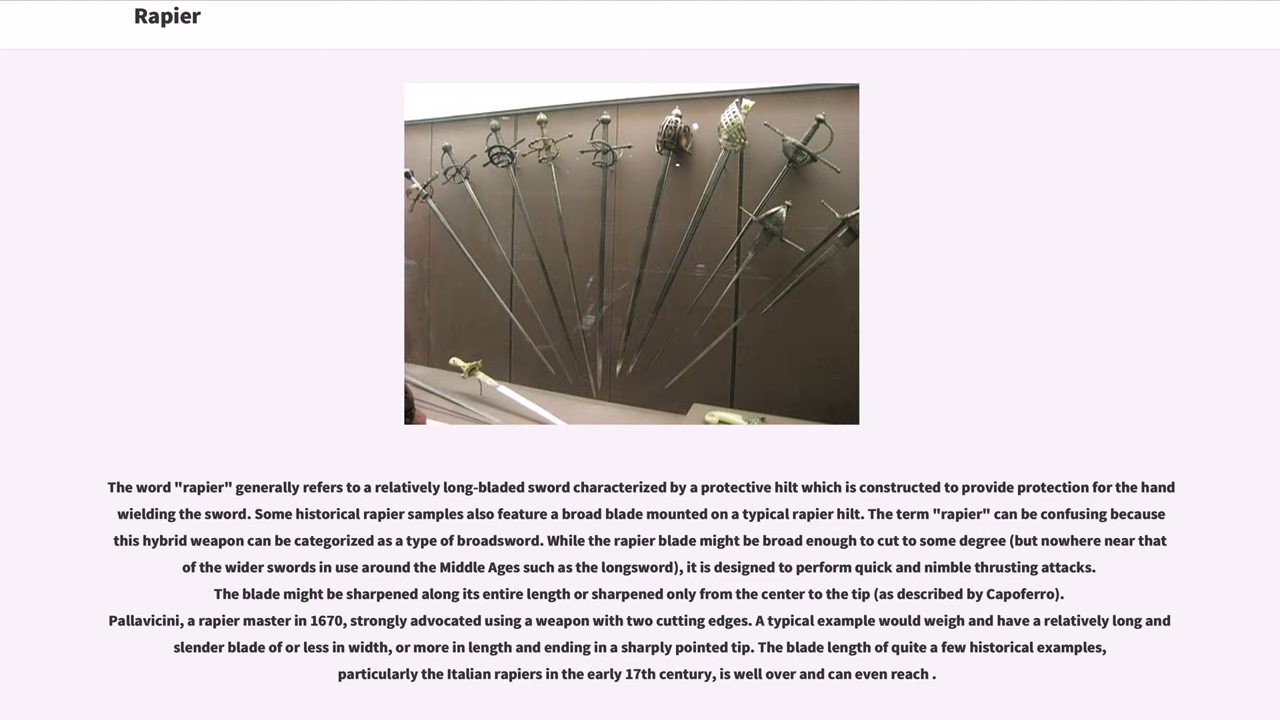 Rapier
The word "rapier" generally refers to a relatively long-bladed sword characterized by a protective hilt which is constructed to provide protection for the hand
wielding the sword. Some historical rapier samples also feature a broad blade mounted on a typical rapier hilt. The term "rapier" can be confusing because
this hybrid weapon can be categorized as a type of broadsword. While the rapier blade might be broad enough to cut to some degree (but nowhere near that
of the wider swords in use around the Middle Ages such as the longsword), it is designed to perform quick and nimble thrusting attacks.
The blade might be sharpened along its entire length or sharpened only from the center to the tip (as described by Capoferro).
Pallavicini, a rapier master in 1670, strongly advocated using a weapon with two cutting edges. A typical example would weigh and have a relatively long and
slender blade of or less in width, or more in length and ending in a sharply pointed tip. The blade length of quite a few historical examples,
particularly the Italian rapiers in the early 17th century, is well over and can even reach .